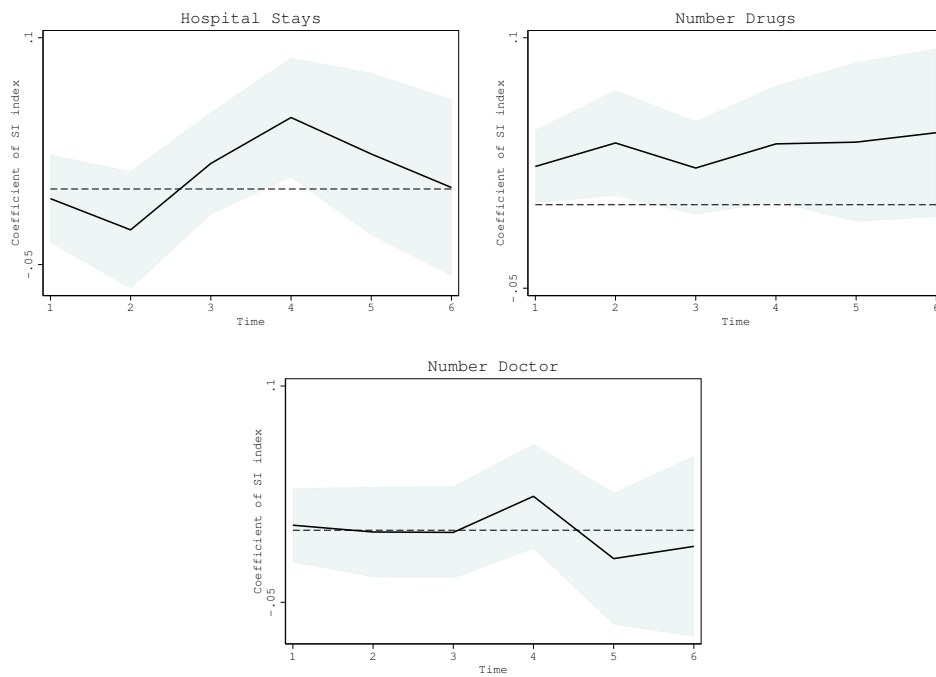 Hospital Stays
Coefficient of SI index
.1
-.05
1 2 3 4 5 6
Time
Number Drugs
Coefficient of SI index
.1
-.05
1 2 3 4 5 6
Time
Number Doctor
Coefficient of SI index
.1
-.05
1 2 3 4 5 6
Time